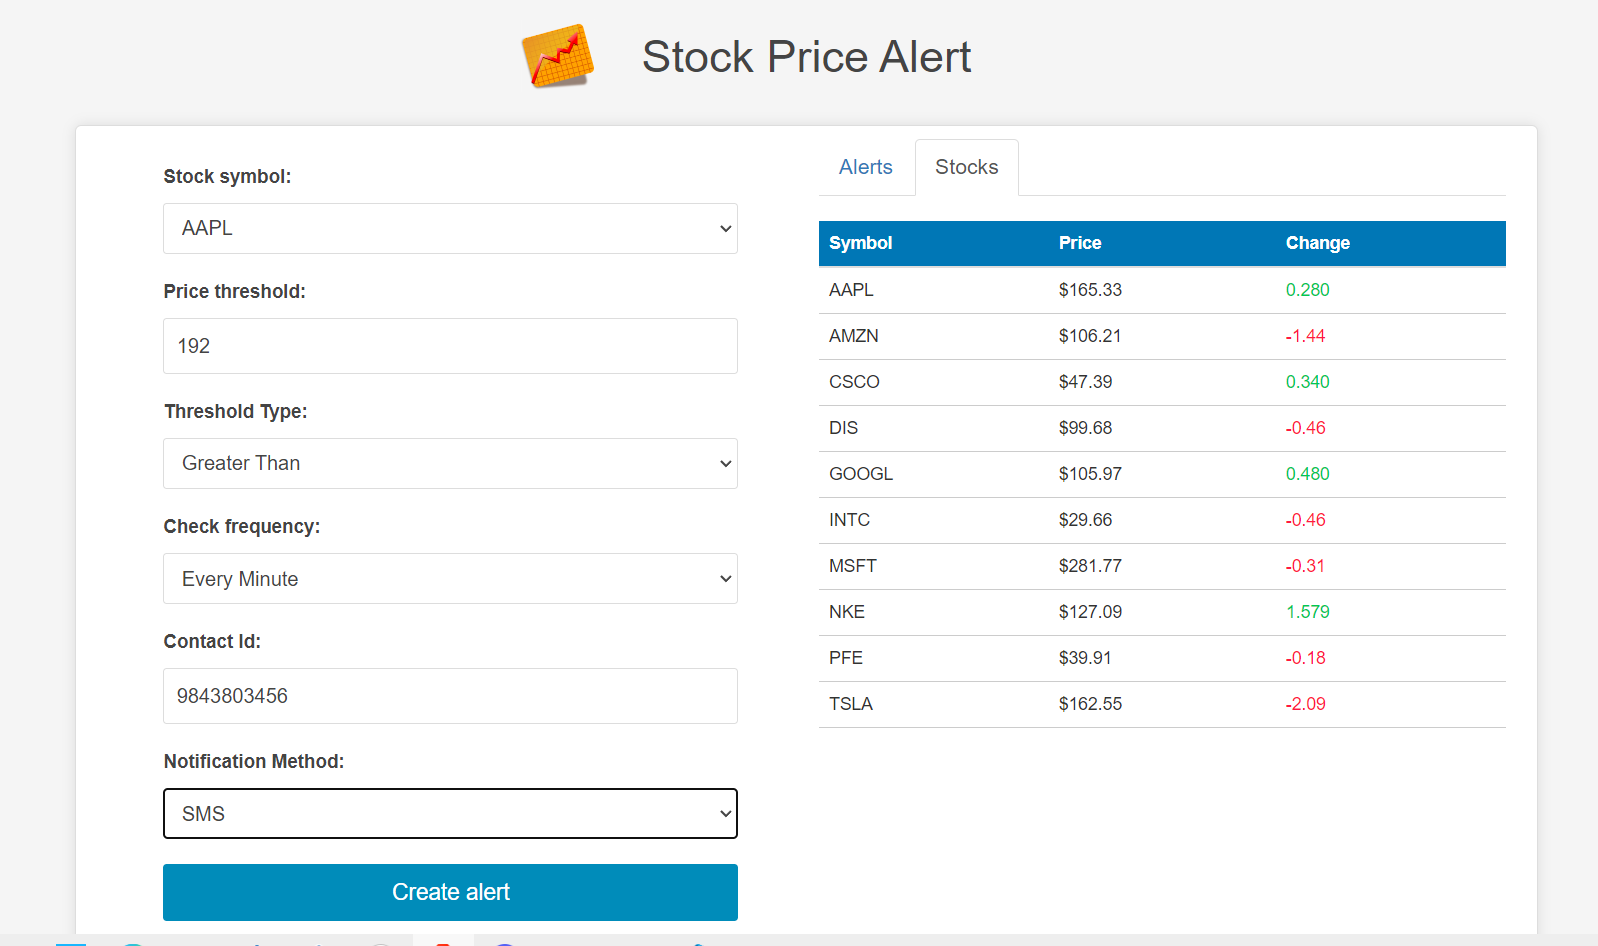 Stock Price Alert
Stock symbol:
AAPL
Price threshold:
192
Threshold Type:
Greater Than
Check frequency:
Every Minute
Contact Id:
9843803456
Notification Method:
SMS
Create alert
Alerts Stocks
Symbol Price Change
AAPL $165.33 0.280
AMZN $106.21 -1.44
CSCO $47.39 0.340
DIS $99.68 -0.46
GOOGL $105.97 0.480
INTC $29.66 -0.46
MSFT $281.77 -0.31
NKE $127.09 1.579
PFE $39.91 -0.18
TSLA $162.55 -2.09